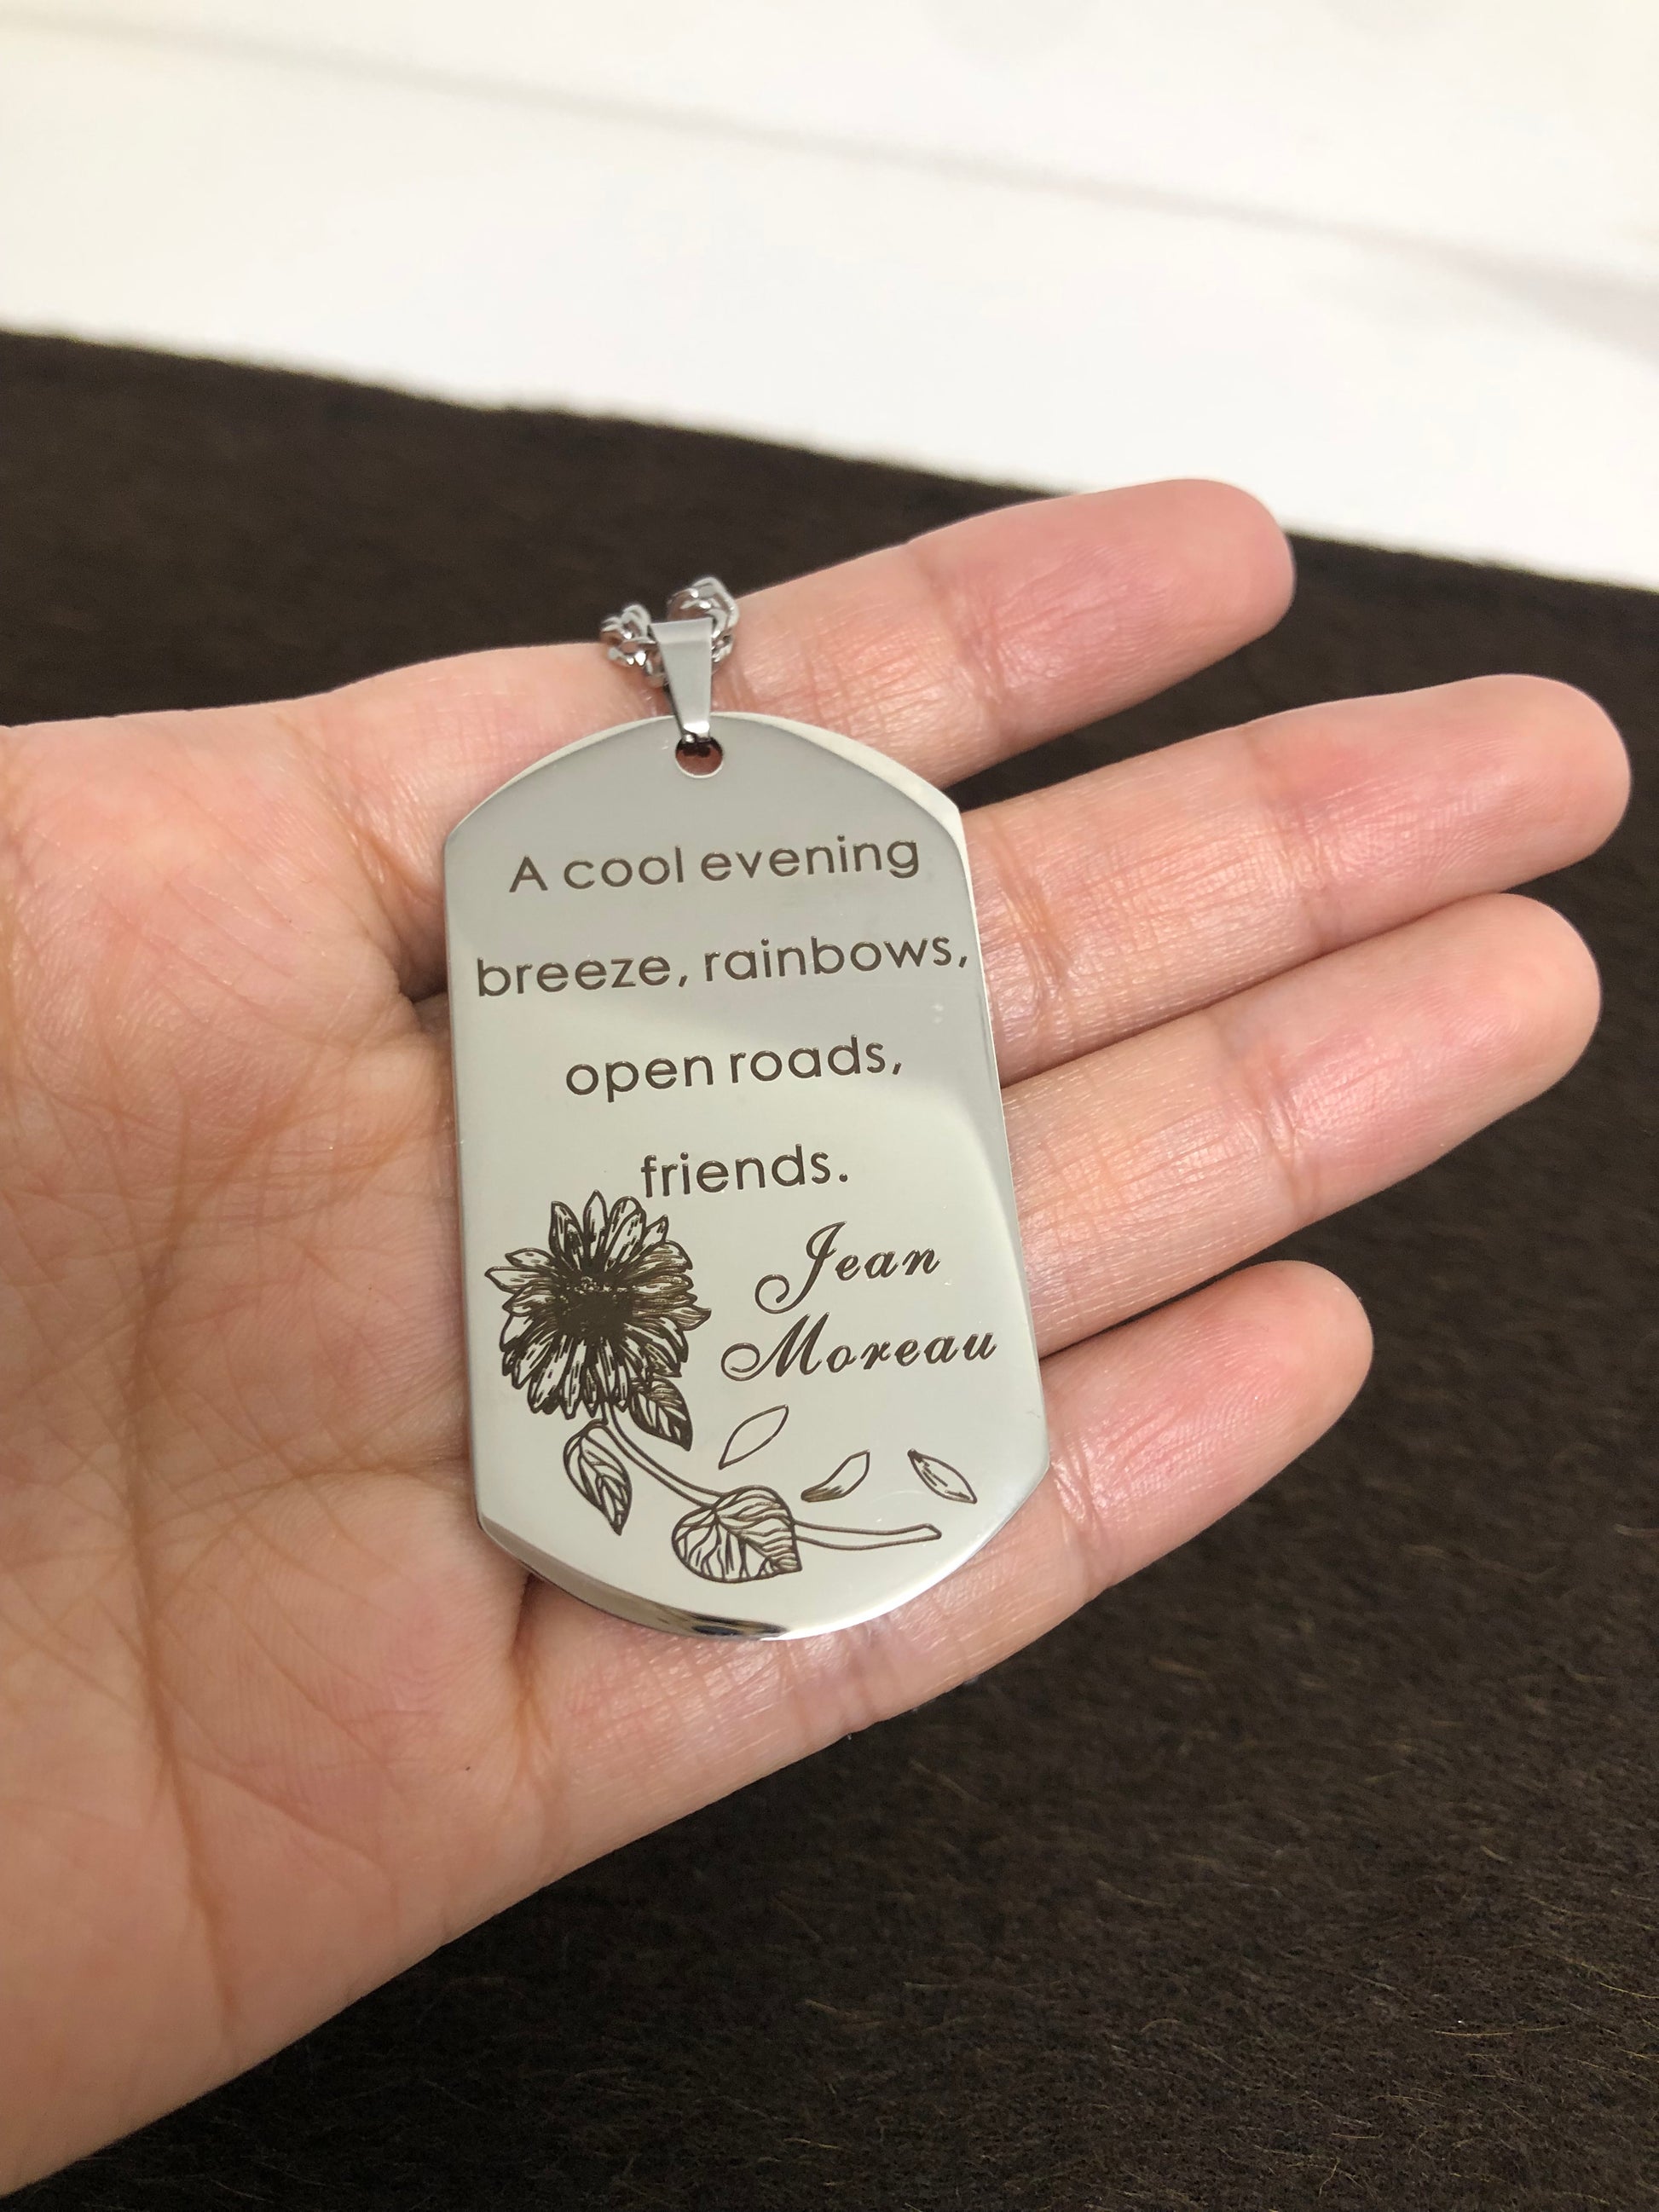 A cool evening
breeze, rainbows,
open roads,
friends.
Jean
Moreau